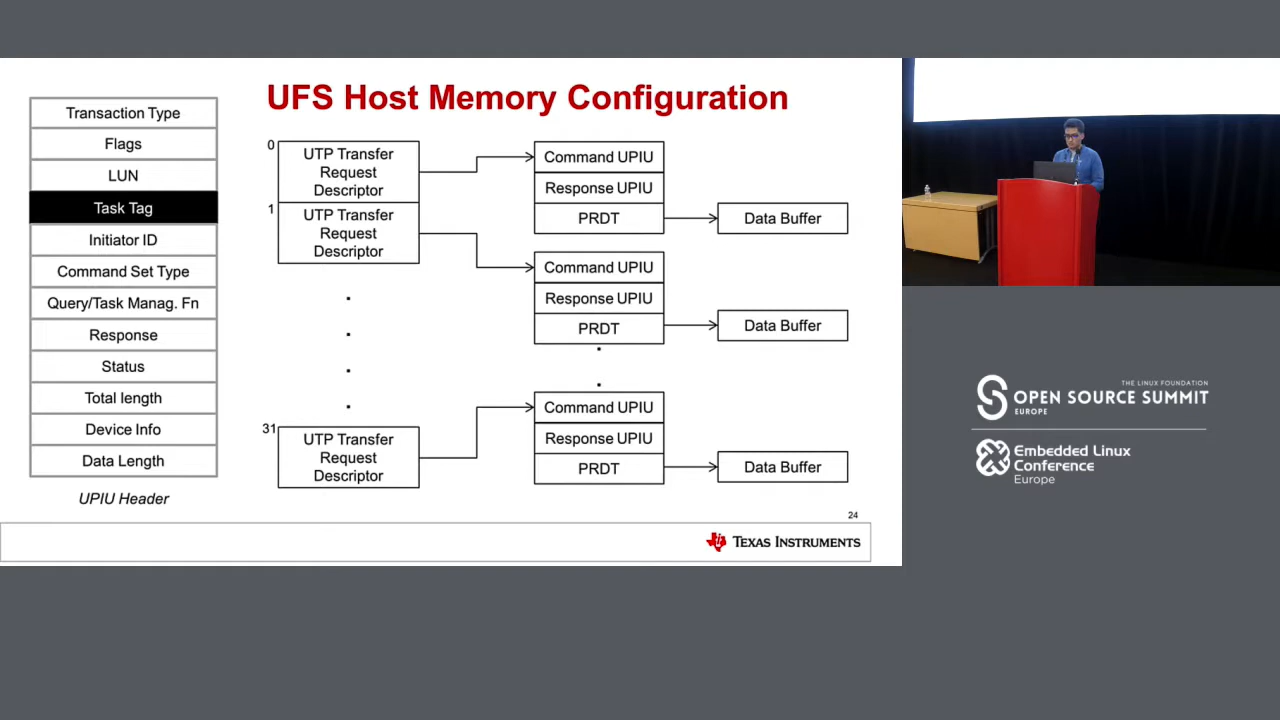 UFS Host Memory Configuration
Transaction Type
Flags
LUN
Task Tag
Initiator ID
Command Set Type
Query/Task Manag. Fn
Response
Status
Total length
Device Info
Data Length
UPIU Header
0
UTP Transfer
Request
Descriptor
1
UTP Transfer
Request
Descriptor
31
UTP Transfer
Request
Descriptor
Command UPIU
Response UPIU
PRDT
Data Buffer
Command UPIU
Response UPIU
PRDT
Data Buffer
Command UPIU
Response UPIU
PRDT
Data Buffer
24
TEXAS INSTRUMENTS
THE LINUX FOUNDATION
OPEN SOURCE SUMMIT
EUROPE
Embedded Linux
Conference
Europe